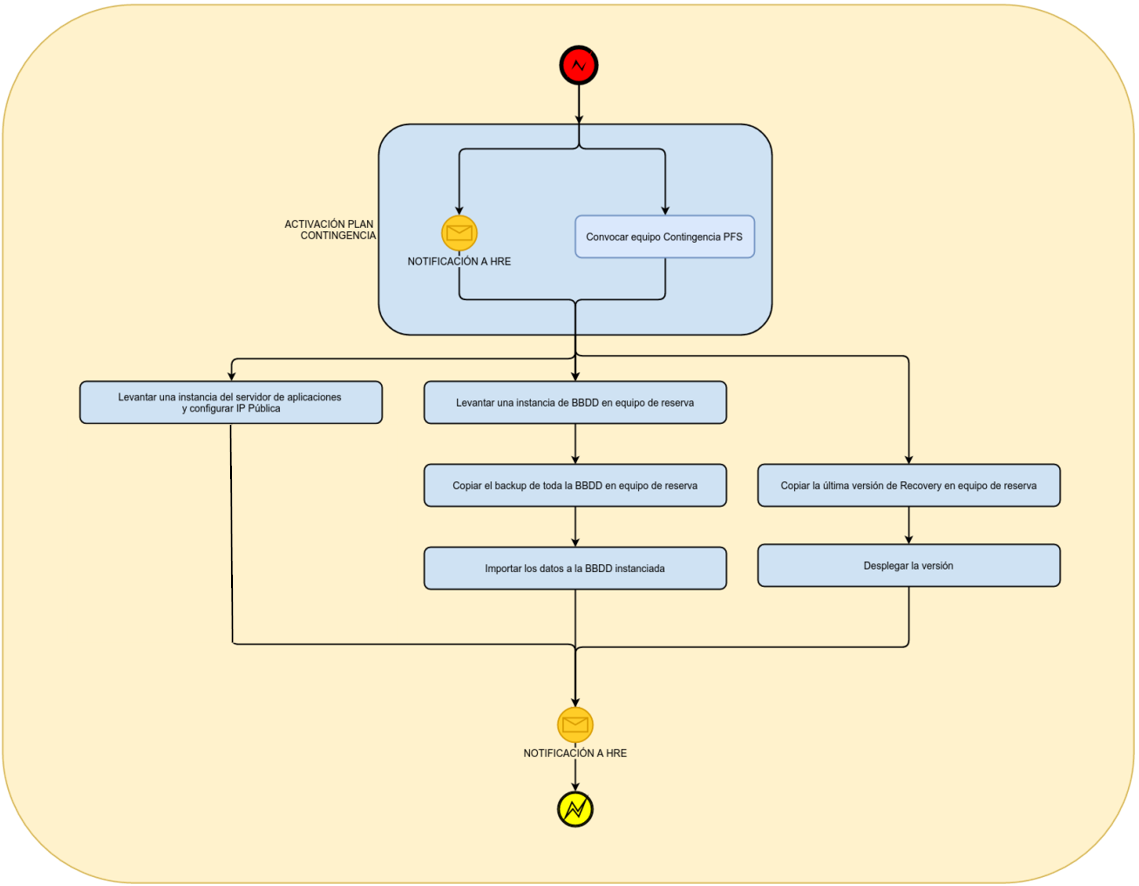 ACTIVACIÓN PLAN
CONTINGENCIA
NOTIFICACIÓN A HRE
Convocar equipo Contingencia PFS
Levantar una instancia del servidor de aplicaciones
y configurar IP Pública
Levantar una instancia de BBDD en equipo de reserva
Copiar el backup de toda la BBDD en equipo de reserva
Copiar la última versión de Recovery en equipo de reserva
Importar los datos a la BBDD instanciada
Desplegar la versión
NOTIFICACIÓN A HRE